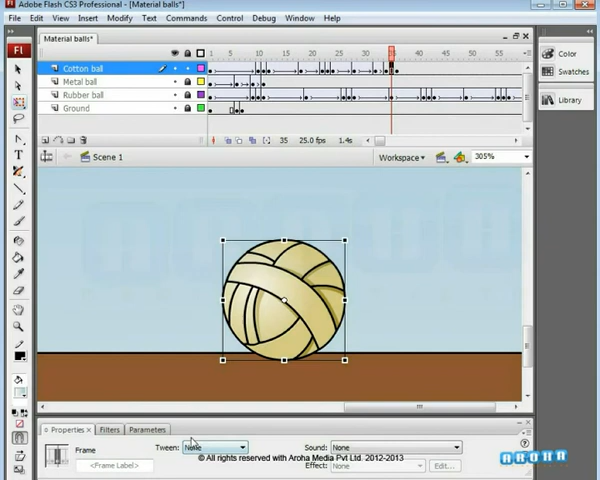 Adobe Flash CS3 Professional - [Material balls*]
File Edit View Insert Modify Text Commands Control Debug Window Help
Material balls*
Fl
1 5 10 15 20 25 30 35 40 45 50 55
Cotton ball
Metal ball
Rubber ball
Ground
35 25.0 fps 1.4s
Scene 1 Workspace 305%
Color
Swatches
Library
Properties × Filters Parameters
Frame Tween: None Sound: None
<Frame Label> Effect: None Edit...
© All rights reserved with Aroha Media Pvt Ltd. 2012-2013
AROHA